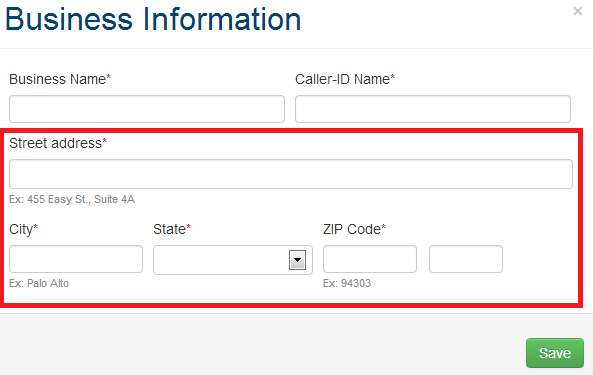 Business Information
×
Business Name* Caller-ID Name*
Street address*
Ex: 455 Easy St., Suite 4A
City* State* ZIP Code*
Ex: Palo Alto Ex: 94303
Save